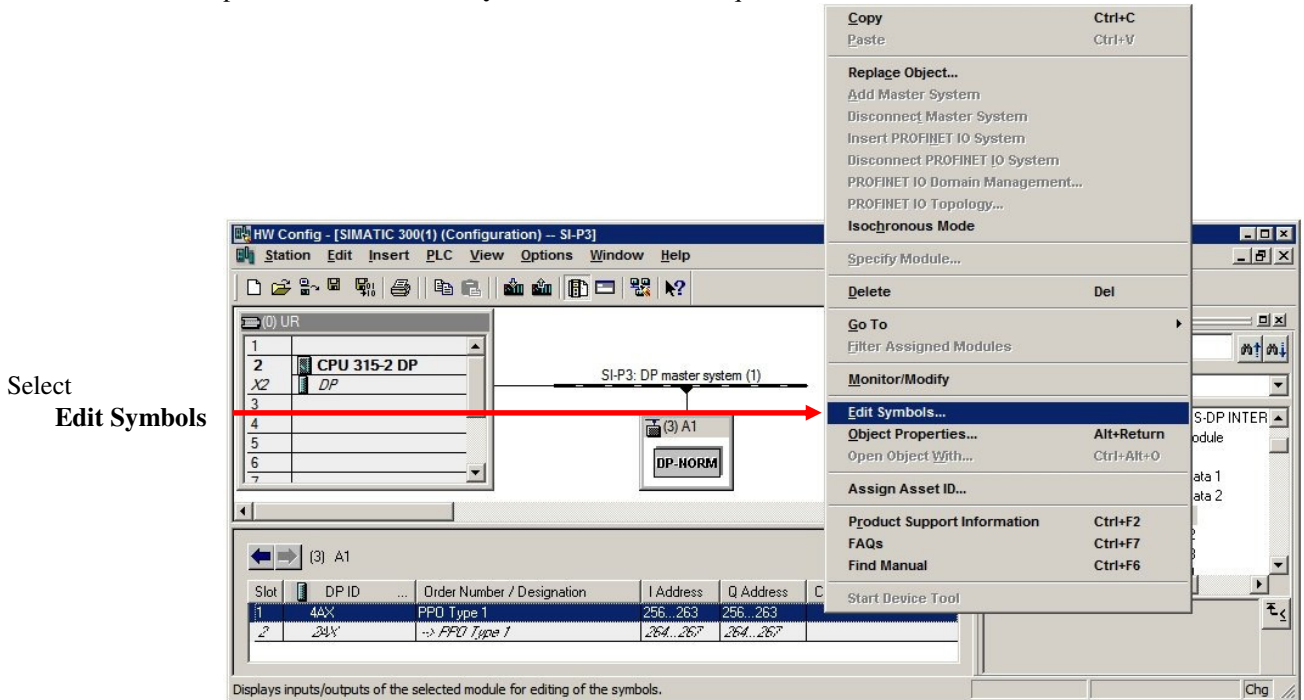 Copy Ctrl+C
Paste Ctrl+V
Replace Object...
Add Master System
Disconnect Master System
Insert PROFINET IO System
Disconnect PROFINET IO System
PROFINET IO Domain Management...
PROFINET IO Topology...
Isochronous Mode
Specify Module...
Delete Del
Go To
Filter Assigned Modules
Monitor/Modify
Edit Symbols...
Object Properties... Alt+Return
Open Object With... Ctrl+Alt+O
Assign Asset ID...
Product Support Information Ctrl+F2
FAQs Ctrl+F7
Find Manual Ctrl+F6
Start Device Tool
HW Config - [SIMATIC 300(1) (Configuration) -- SI-P3]
Station Edit Insert PLC View Options Window Help
(0) UR
1
2 CPU 315-2 DP
X2 DP
3
4
5
6
7
SI-P3: DP master system (1)
(3) A1
DP-NORM
Select
Edit Symbols
S-DP INTER
odule
ata 1
ata 2
(3) A1
Slot DP ID ... Order Number / Designation I Address Q Address C
1 4AX PPO Type 1 256...263 256...263
2 2AX --> PPO Type 1 264...267 264...267
Displays inputs/outputs of the selected module for editing of the symbols.
Chg